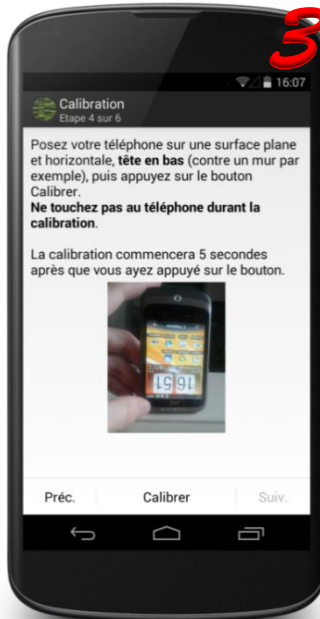 3
16:07
Calibration
Etape 4 sur 6
Posez votre téléphone sur une surface plane
et horizontale, tête en bas (contre un mur par
exemple), puis appuyez sur le bouton
Calibrer.
Ne touchez pas au téléphone durant la
calibration.
La calibration commencera 5 secondes
après que vous ayez appuyé sur le bouton.
16:51
Préc.
Calibrer
Suiv.